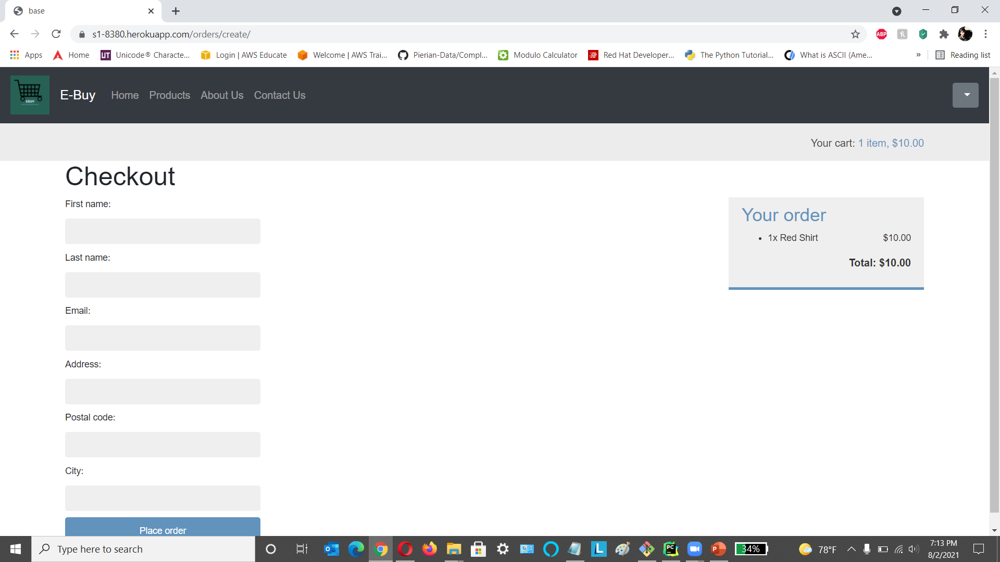 base
s1-8380.herokuapp.com/orders/create/
ABP
Apps
Home
UT
Unicode® Characte...
Login | AWS Educate
Welcome | AWS Trai...
Pierian-Data/Compl...
Modulo Calculator
Red Hat Developer...
The Python Tutorial...
What is ASCII (Ame...
»
Reading list
EBUY
E-Buy
Home
Products
About Us
Contact Us
Your cart: 1 item, $10.00
Checkout
First name:
Last name:
Email:
Address:
Postal code:
City:
Place order
Your order
1x Red Shirt $10.00
Total: $10.00
Type here to search
L
PC
P
34%
78°F
7:13 PM
8/2/2021